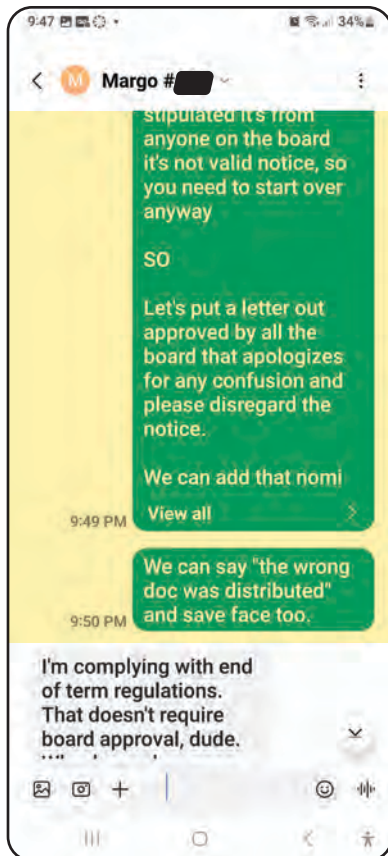 9:47
34%
M Margo #
stipulated it's from
anyone on the board
it's not valid notice, so
you need to start over
anyway
SO
Let's put a letter out
approved by all the
board that apologizes
for any confusion and
please disregard the
notice.
We can add that nomi
9:49 PM View all
We can say "the wrong
doc was distributed"
9:50 PM and save face too.
I'm complying with end
of term regulations.
That doesn't require
board approval, dude.